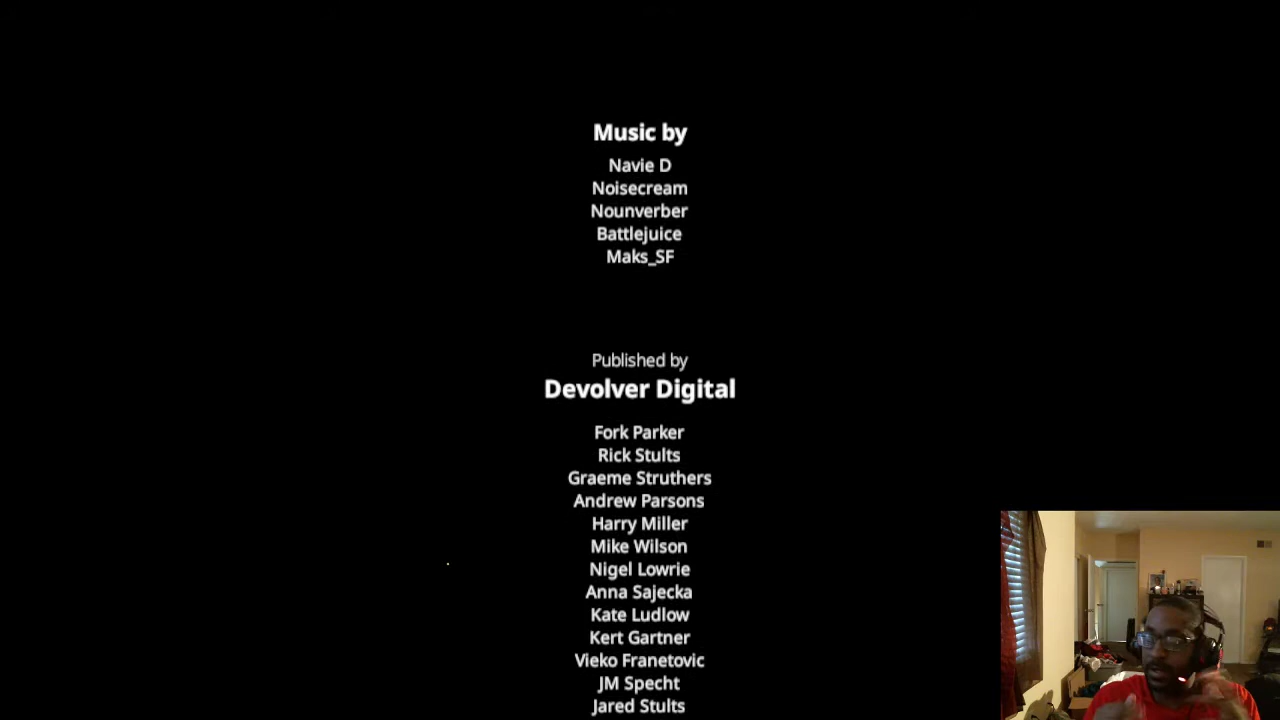 Music by
Navie D
Noisecream
Nounverber
Battlejuice
Maks_SF
Published by
Devolver Digital
Fork Parker
Rick Stults
Graeme Struthers
Andrew Parsons
Harry Miller
Mike Wilson
Nigel Lowrie
Anna Sajecka
Kate Ludlow
Kert Gartner
Vieko Franetovic
JM Specht
Jared Stults